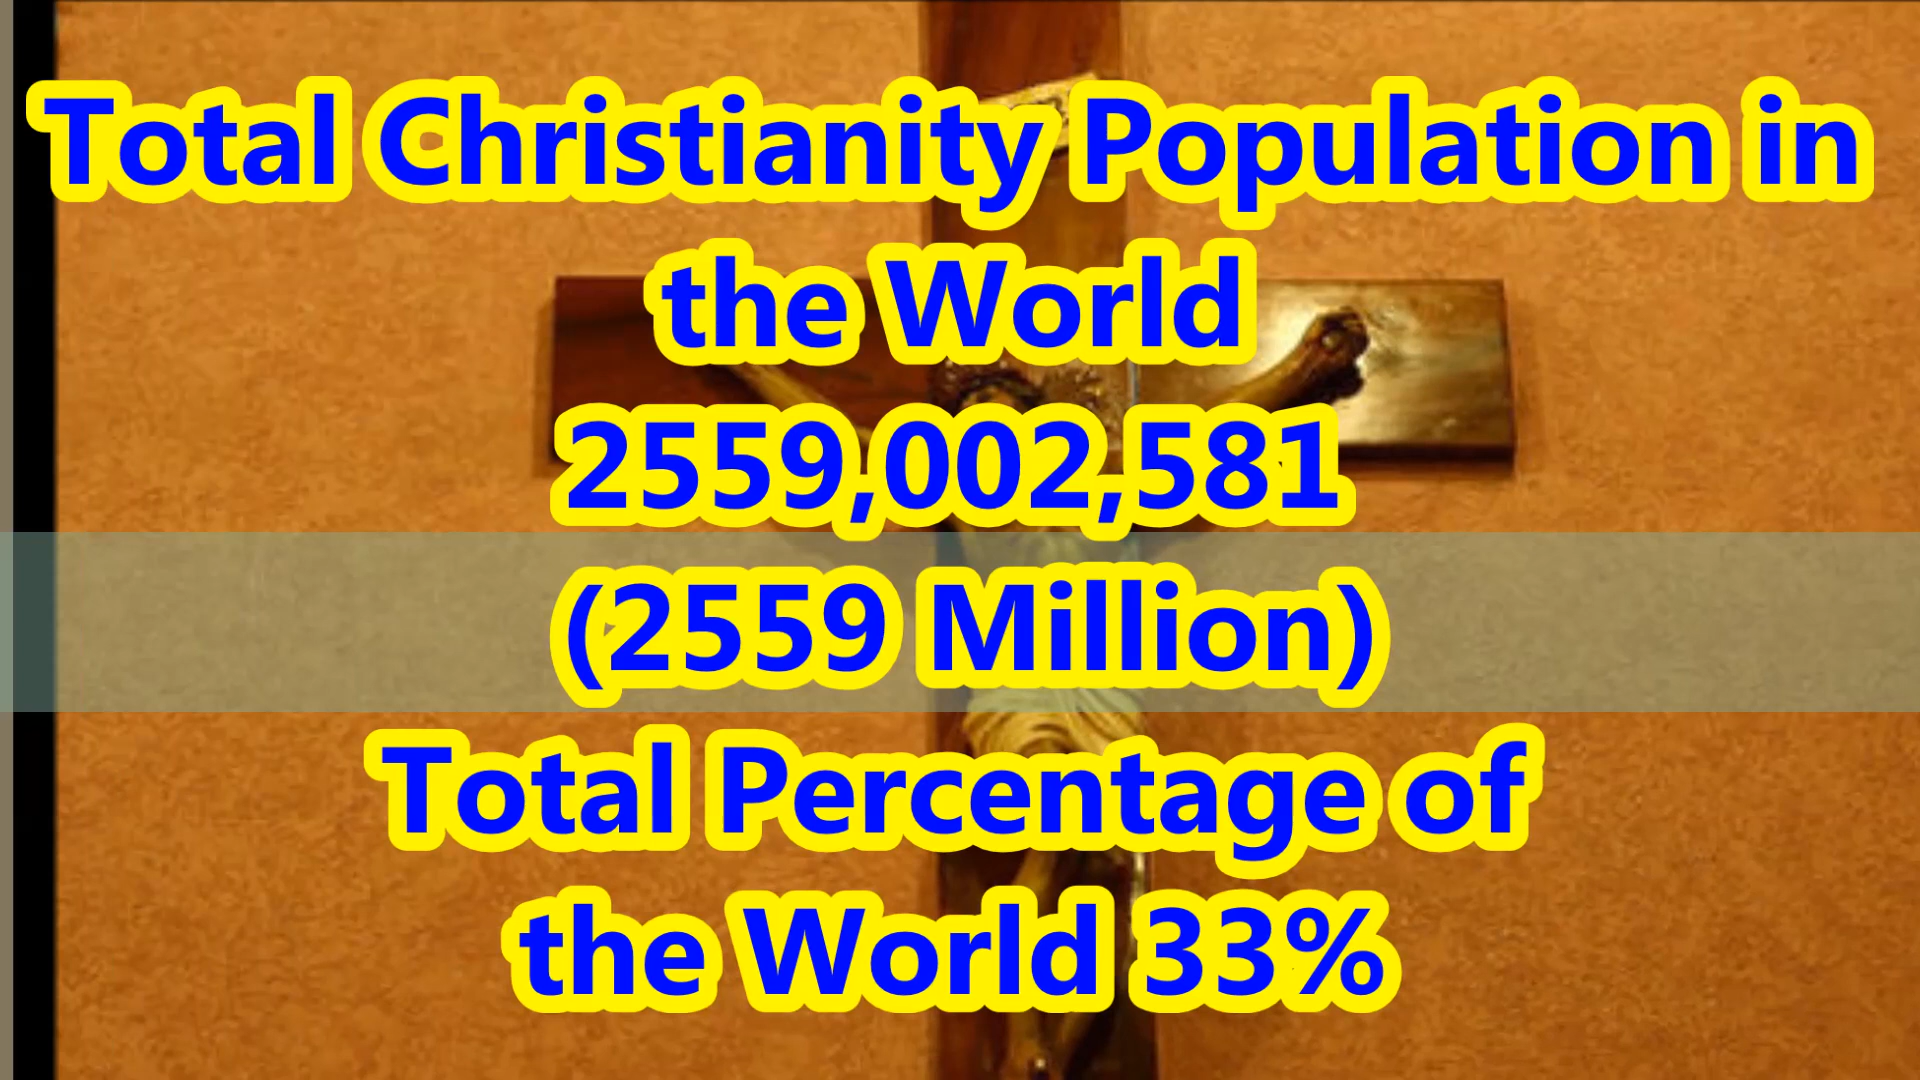 Total Christianity Population in
the World
2559,002,581
(2559 Million)
Total Percentage of
the World 33%